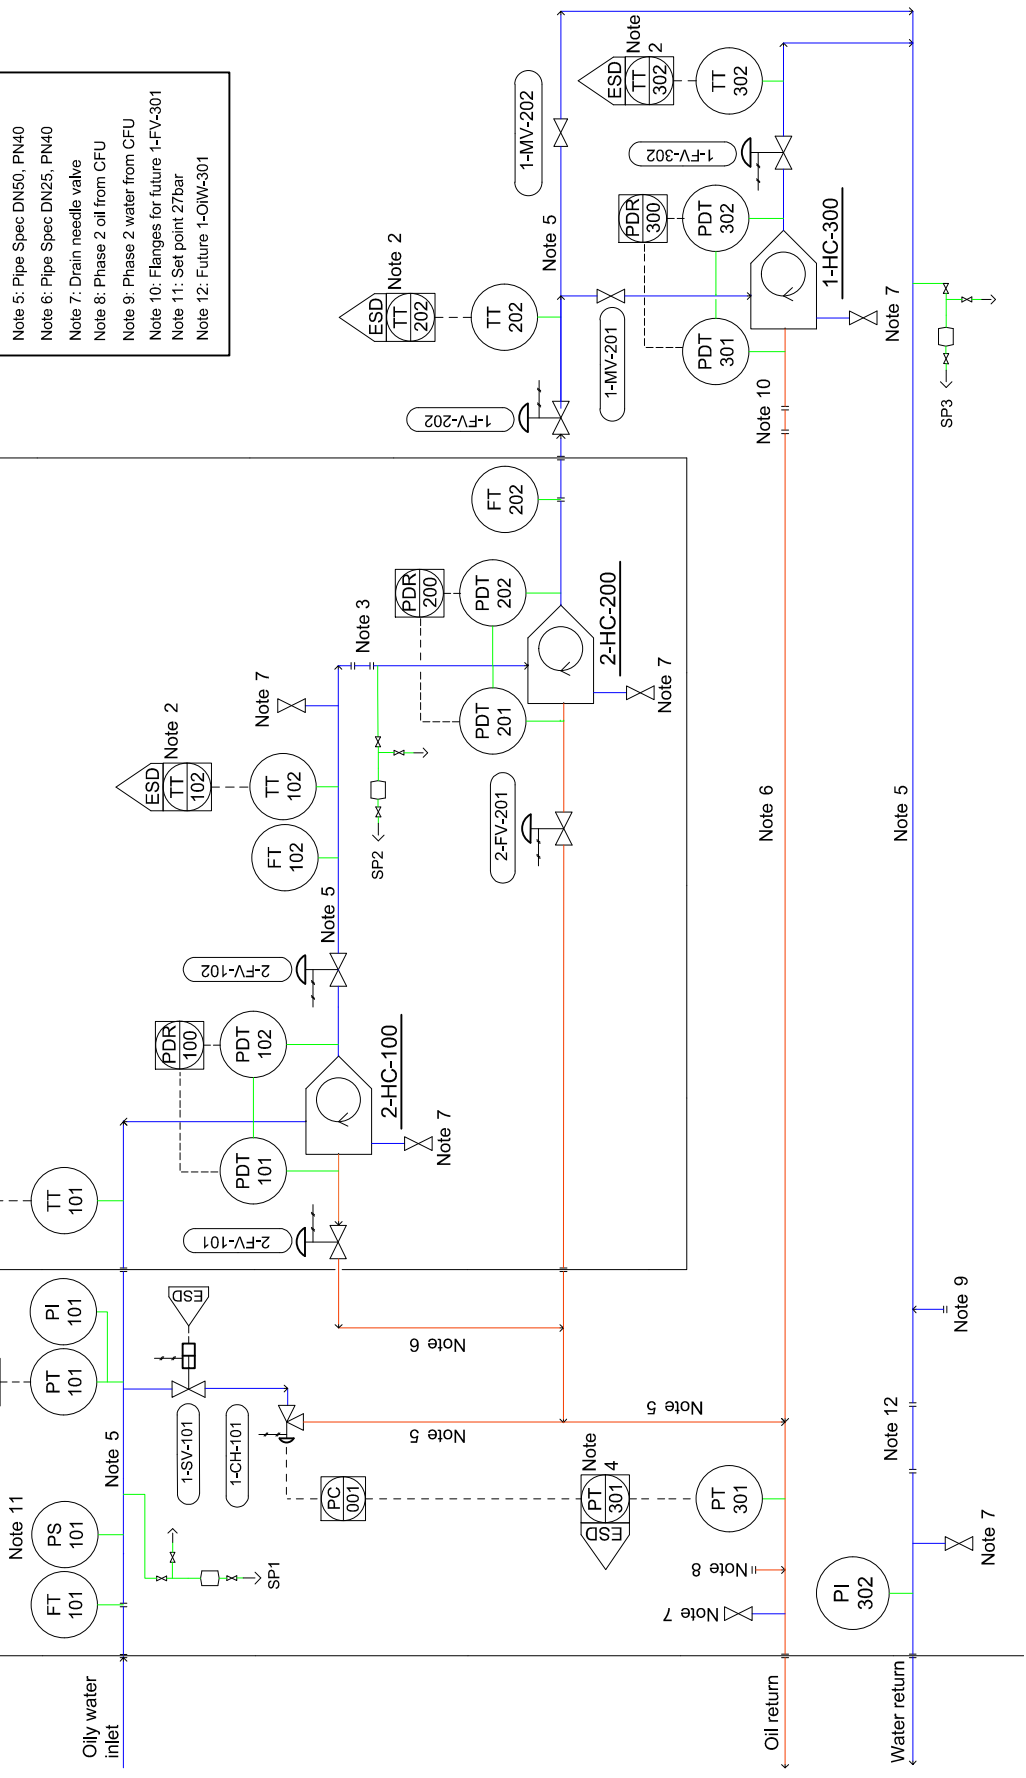 Note 5: Pipe Spec DN50, PN40
Note 6: Pipe Spec DN25, PN40
Note 7: Drain needle valve
Note 8: Phase 2 oil from CFU
Note 9: Phase 2 water from CFU
Note 10: Flanges for future 1-FV-301
Note 11: Set point 27bar
Note 12: Future 1-OiW-301
Oily water
inlet
FT
101
PS
101
Note 11
Note 5
PT
101
PI
101
TT
101
SP1
1-SV-101
1-CH-101
ESD
PC
001
2-FV-101
PDT
101
PDR
100
PDT
102
2-HC-100
Note 7
2-FV-102
Note 5
FT
102
TT
102
ESD
TT
102
Note 2
Note 7
Note 3
SP2
2-FV-201
PDT
201
PDR
200
PDT
202
2-HC-200
Note 7
FT
202
1-FV-202
TT
202
ESD
TT
202
Note 2
Note 5
1-MV-202
1-MV-201
PDT
301
PDR
300
PDT
302
1-HC-300
Note 7
1-FV-302
TT
302
ESD
TT
302
Note
2
Note 10
Note 6
Note 6
Note 5
Note 5
Note
4
PT
301
ESD
PT
301
Note 8
Note 7
Oil return
PI
302
Note 7
Note 12
Note 9
Note 5
SP3
Water return